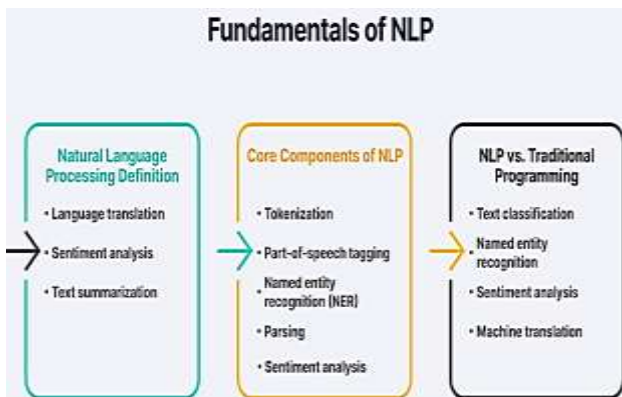 Fundamentals of NLP
Natural Language
Processing Definition
• Language translation
• Sentiment analysis
• Text summarization
Core Components of NLP
• Tokenization
• Part-of-speech tagging
• Named entity
recognition (NER)
• Parsing
• Sentiment analysis
NLP vs. Traditional
Programming
• Text classification
• Named entity
recognition
• Sentiment analysis
• Machine translation